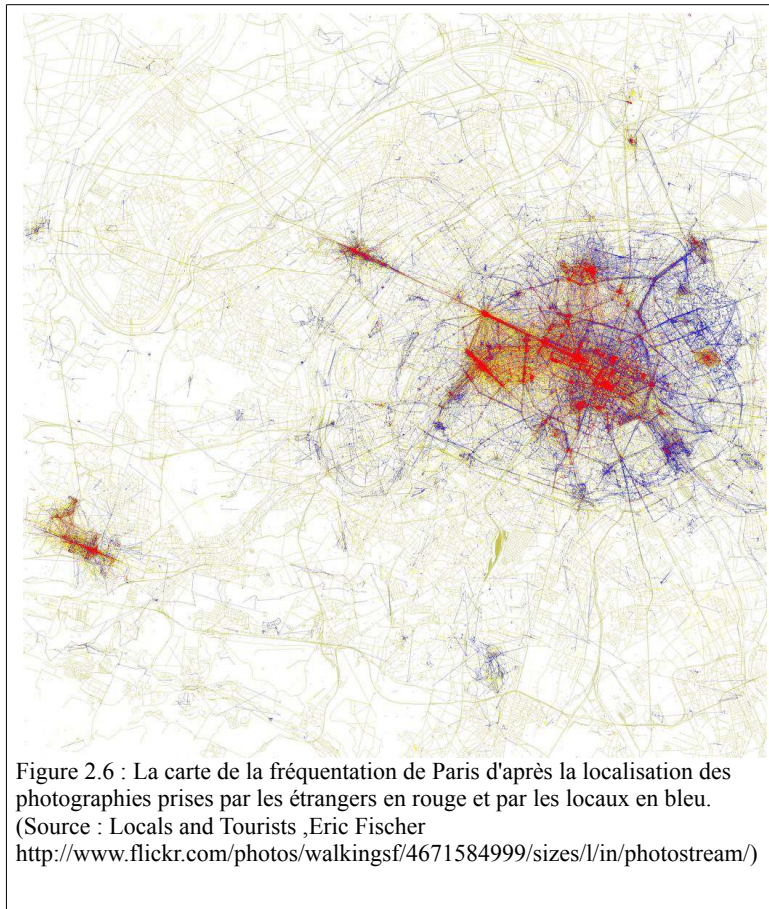 Figure 2.6 : La carte de la fréquentation de Paris d'après la localisation des
photographies prises par les étrangers en rouge et par les locaux en bleu.
(Source : Locals and Tourists ,Eric Fischer
http://www.flickr.com/photos/walkingsf/4671584999/sizes/l/in/photostream/)